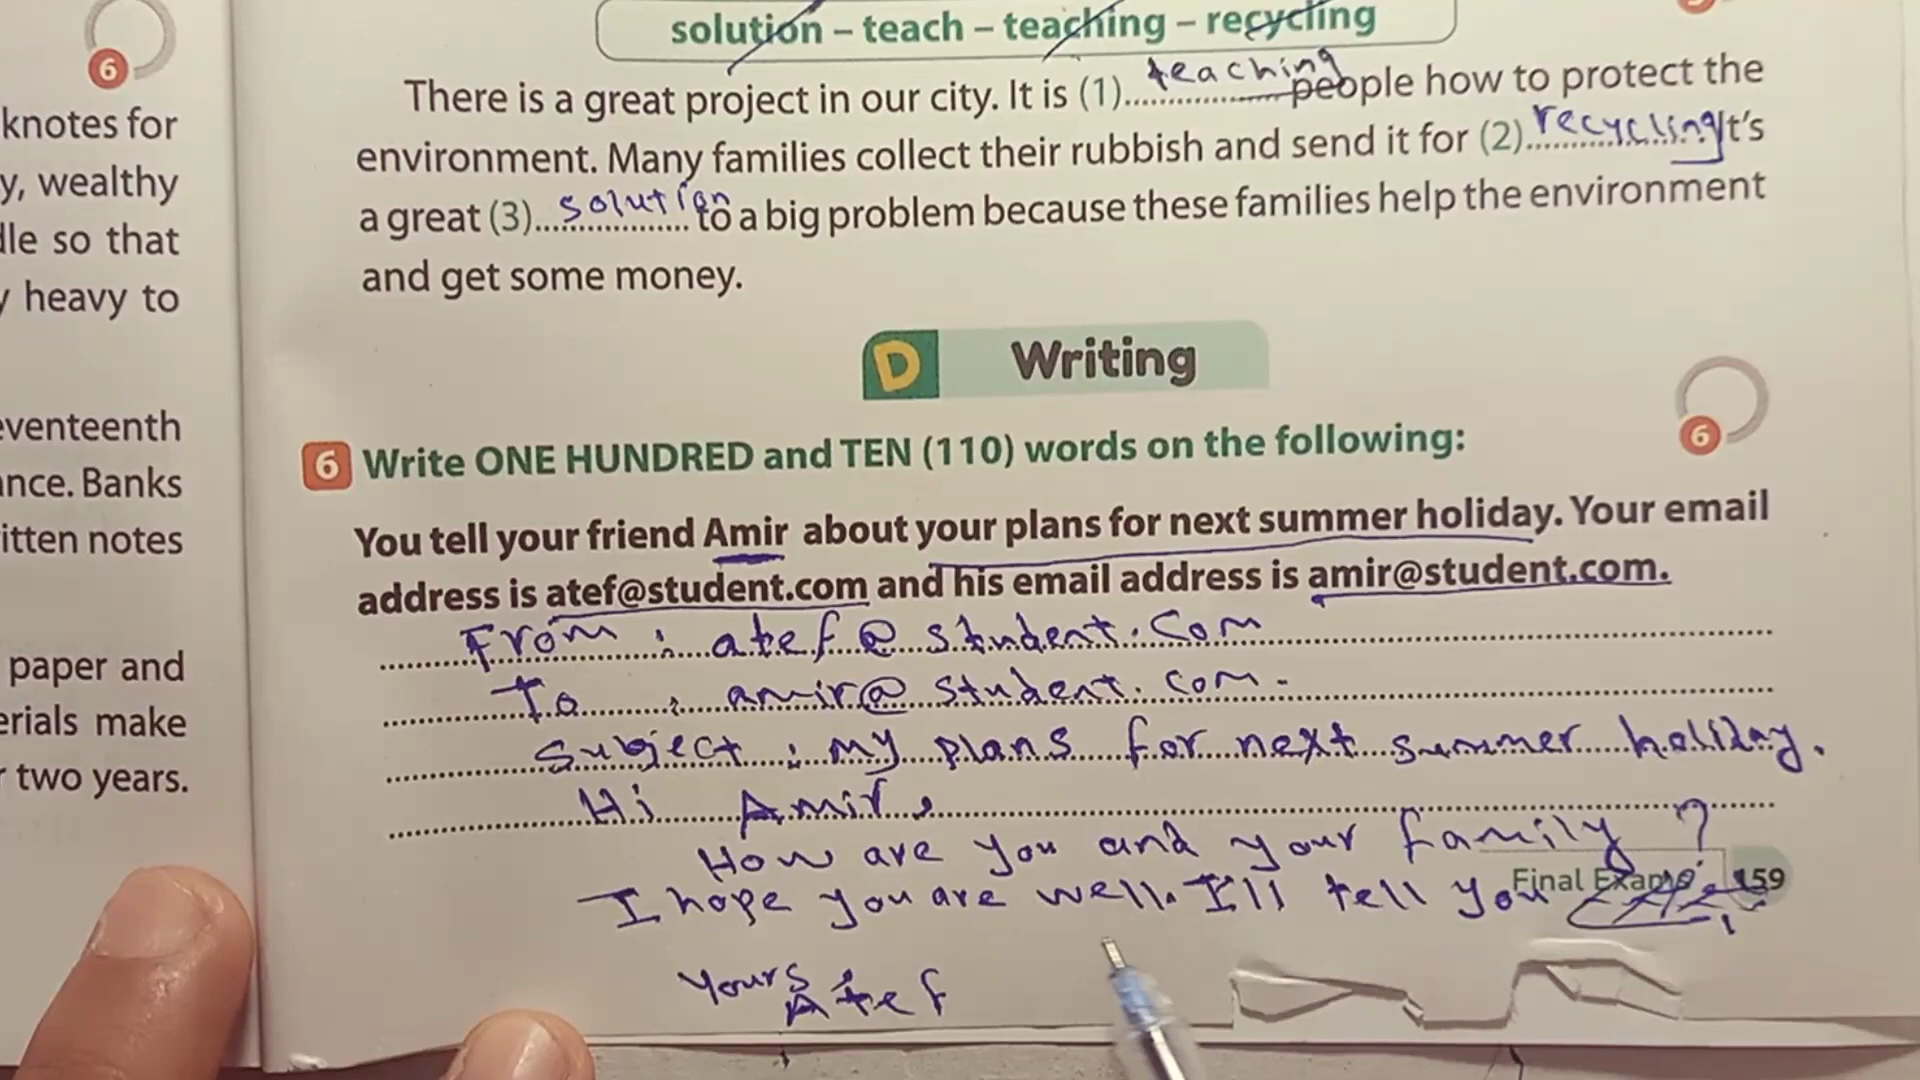 solution – teach – teaching – recycling
6
There is a great project in our city. It is (1) teaching people how to protect the
environment. Many families collect their rubbish and send it for (2) recycling It's
a great (3) solution to a big problem because these families help the environment
and get some money.
D Writing
6
6 Write ONE HUNDRED and TEN (110) words on the following:
You tell your friend Amir about your plans for next summer holiday. Your email
address is atef@student.com and his email address is amir@student.com.
From : atef@student.com
To : amir@student.com.
Subject : my plans for next summer holiday.
Hi Amir,
How are you and your family ?
I hope you are well. I'll tell you
Final Exams 159
Yours
Atef
knotes for
y, wealthy
so that
heavy to
eventeenth
ance. Banks
itten notes
paper and
erials make
two years.